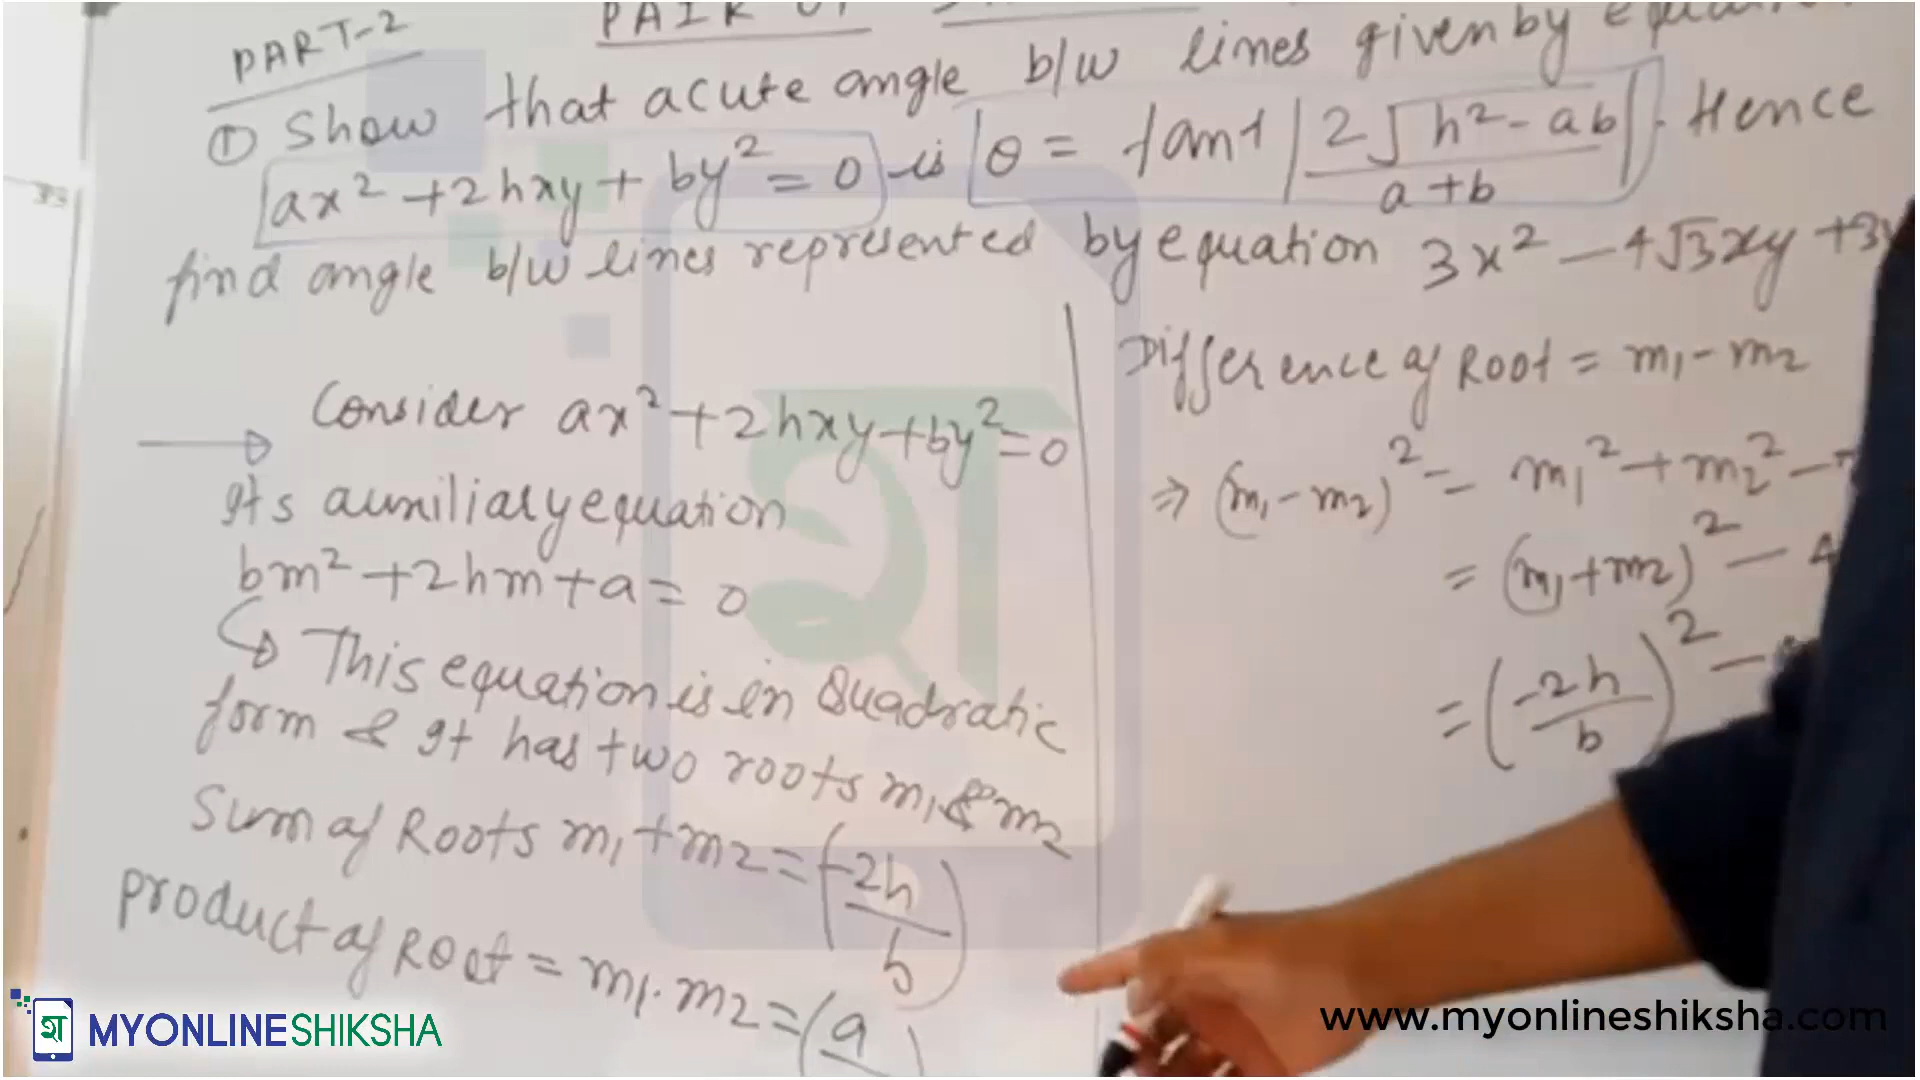 PART-2
PAIR
① Show that acute angle b/w lines given by
ax² + 2hxy + by² = 0 is θ = tan-1 |2√h²-ab / a+b|. Hence
find angle b/w lines represented by equation 3x² - 4√3xy + 3
Consider ax² + 2hxy + by² = 0
Its auxiliary equation
bm² + 2hm + a = 0
This equation is in Quadratic
form & It has two roots m₁ & m₂
Sum of Roots m₁ + m₂ = (-2h/b)
product of Root = m₁. m₂ = (a
Difference of Root = m₁ - m₂
⇒ (m₁ - m₂)² = m₁² + m₂² -
= (m₁ + m₂)² - 4
= (-2h/b)² -
श
श
MYONLINESHIKSHA
www.myonlineshiksha.com